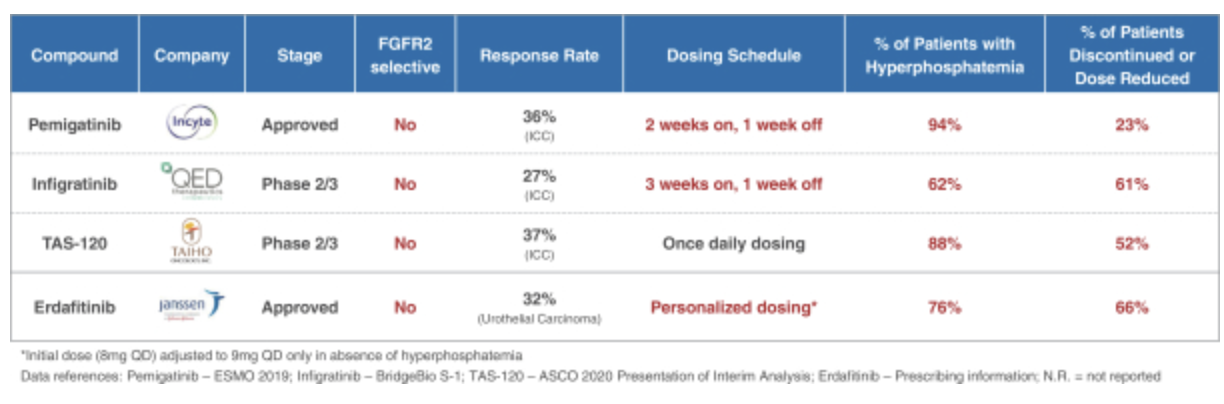 Compound Company Stage FGFR2 selective Response Rate Dosing Schedule % of Patients with Hyperphosphatemia % of Patients Discontinued or Dose Reduced
Pemigatinib Incyte Approved No 36% (ICC) 2 weeks on, 1 week off 94% 23%
Infigratinib QED therapeutics Phase 2/3 No 27% (ICC) 3 weeks on, 1 week off 62% 61%
TAS-120 TAIHO Phase 2/3 No 37% (ICC) Once daily dosing 88% 52%
Erdafitinib janssen Approved No 32% (Urothelial Carcinoma) Personalized dosing* 76% 66%
*Initial dose (8mg QD) adjusted to 9mg QD only in absence of hyperphosphatemia
Data references: Pemigatinib – ESMO 2019; Infigratinib – BridgeBio S-1; TAS-120 – ASCO 2020 Presentation of Interim Analysis; Erdafitinib – Prescribing information; N.R. = not reported